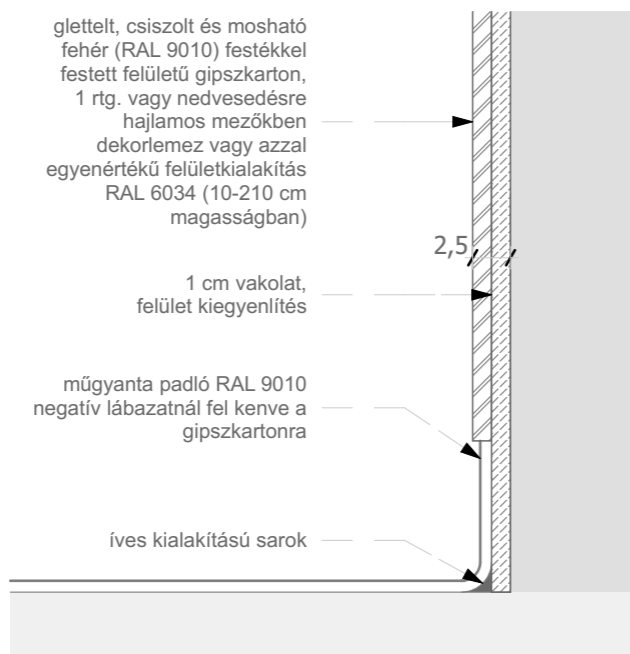 glettelt, csiszolt és mosható
fehér (RAL 9010) festékkel
festett felületű gipszkarton,
1 rtg. vagy nedvesedésre
hajlamos mezőkben
dekorlemez vagy azzal
egyenértékű felületkialakítás
RAL 6034 (10-210 cm
magasságban)
2,5
1 cm vakolat,
felület kiegyenlítés
műgyanta padló RAL 9010
negatív lábazatnál fel kenve a
gipszkartonra
íves kialakítású sarok